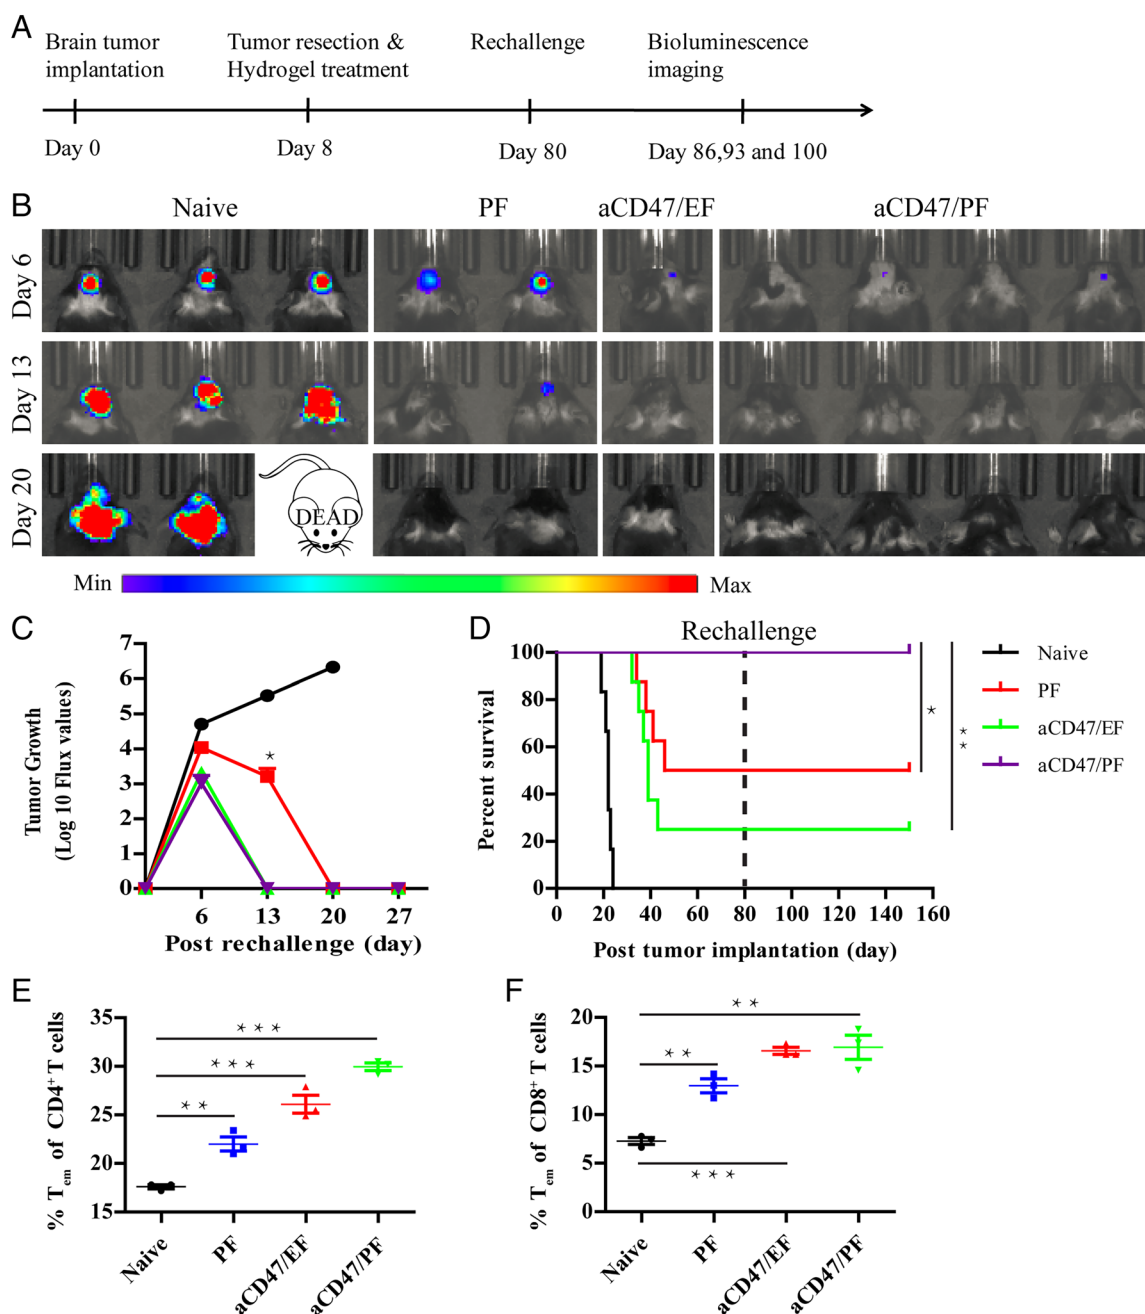 A
Brain tumor
implantation
Tumor resection &
Hydrogel treatment
Rechallenge
Bioluminescence
imaging
Day 0
Day 8
Day 80
Day 86,93 and 100
B
Naive
PF
aCD47/EF
aCD47/PF
Day 6
Day 13
Day 20
DEAD
Min
Max
C
Tumor Growth
(Log 10 Flux values)
7
6
5
4
3
2
1
0
*
6 13 20 27
Post rechallenge (day)
D
Rechallenge
Percent survival
100
80
60
40
20
0
0 20 40 60 80 100 120 140 160
Post tumor implantation (day)
*
**
Naive
PF
aCD47/EF
aCD47/PF
E
% Tem of CD4+ T cells
35
30
25
20
15
***
***
**
Naive
PF
aCD47/EF
aCD47/PF
F
% Tem of CD8+ T cells
20
15
10
5
0
**
**
***
Naive
PF
aCD47/EF
aCD47/PF